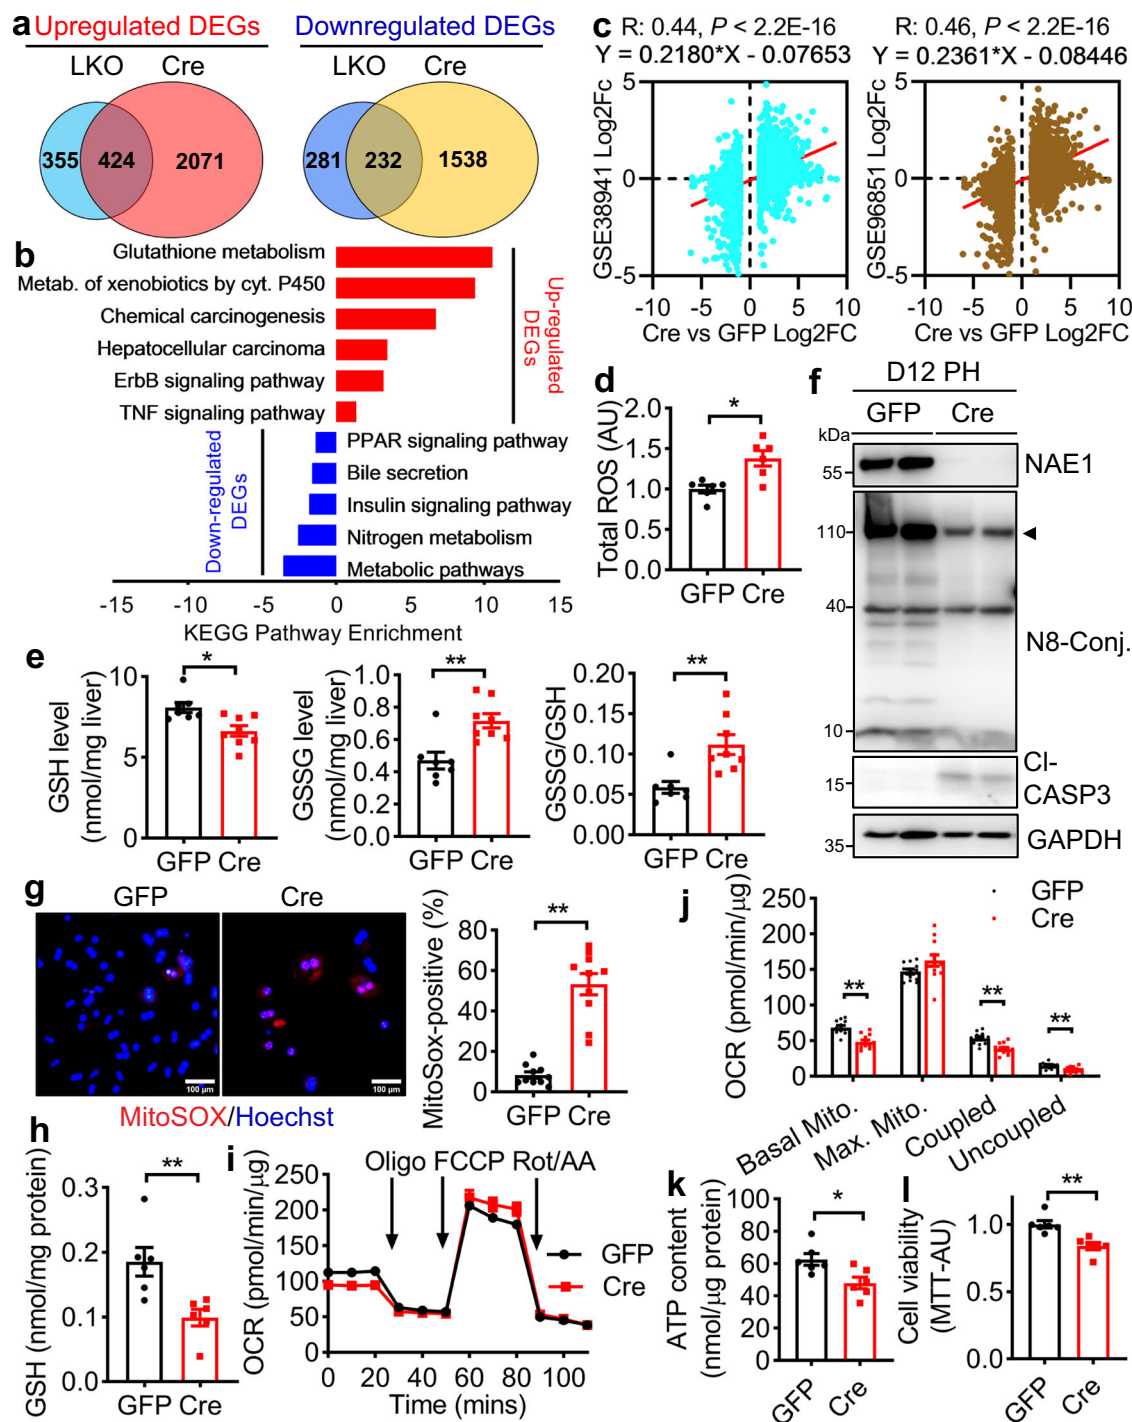 a
Upregulated DEGs
Downregulated DEGs
LKO Cre
LKO Cre
355 424 2071
281 232 1538
b
Glutathione metabolism
Metab. of xenobiotics by cyt. P450
Chemical carcinogenesis
Hepatocellular carcinoma
ErbB signaling pathway
TNF signaling pathway
Up-regulated
DEGs
PPAR signaling pathway
Bile secretion
Insulin signaling pathway
Nitrogen metabolism
Metabolic pathways
Down-regulated
DEGs
-15 -10 -5 0 5 10 15
KEGG Pathway Enrichment
c
R: 0.44, P < 2.2E-16
Y = 0.2180*X - 0.07653
GSE38941 Log2Fc
5
0
-5
-10 -5 0 5 10
Cre vs GFP Log2FC
R: 0.46, P < 2.2E-16
Y = 0.2361*X - 0.08446
GSE96851 Log2Fc
5
0
-5
-10 -5 0 5 10
Cre vs GFP Log2FC
d
Total ROS (AU)
2.0
1.5
1.0
0.5
0.0
*
GFP Cre
e
GSH level
(nmol/mg liver)
10
5
0
*
GFP Cre
GSSG level
(nmol/mg liver)
1.0
0.8
0.6
0.4
0.2
0.0
**
GFP Cre
GSSG/GSH
0.20
0.15
0.10
0.05
0.00
**
GFP Cre
f
D12 PH
GFP Cre
kDa
55
NAE1
110
40
10
N8-Conj.
15
Cl-
CASP3
35
GAPDH
g
GFP Cre
100 µm
100 µm
MitoSOX/Hoechst
MitoSox-positive (%)
80
60
40
20
0
**
GFP Cre
h
GSH (nmol/mg protein)
0.3
0.2
0.1
0.0
**
GFP Cre
i
Oligo FCCP Rot/AA
OCR (pmol/min/µg)
250
200
150
100
50
0
0 20 40 60 80 100
Time (mins)
GFP
Cre
j
GFP
Cre
OCR (pmol/min/µg)
250
200
150
100
50
0
**
**
**
Basal Mito.
Max. Mito.
Coupled
Uncoupled
k
ATP content
(nmol/µg protein)
100
80
60
40
20
0
*
GFP
Cre
l
Cell viability
(MTT-AU)
1.0
0.5
0.0
**
GFP
Cre